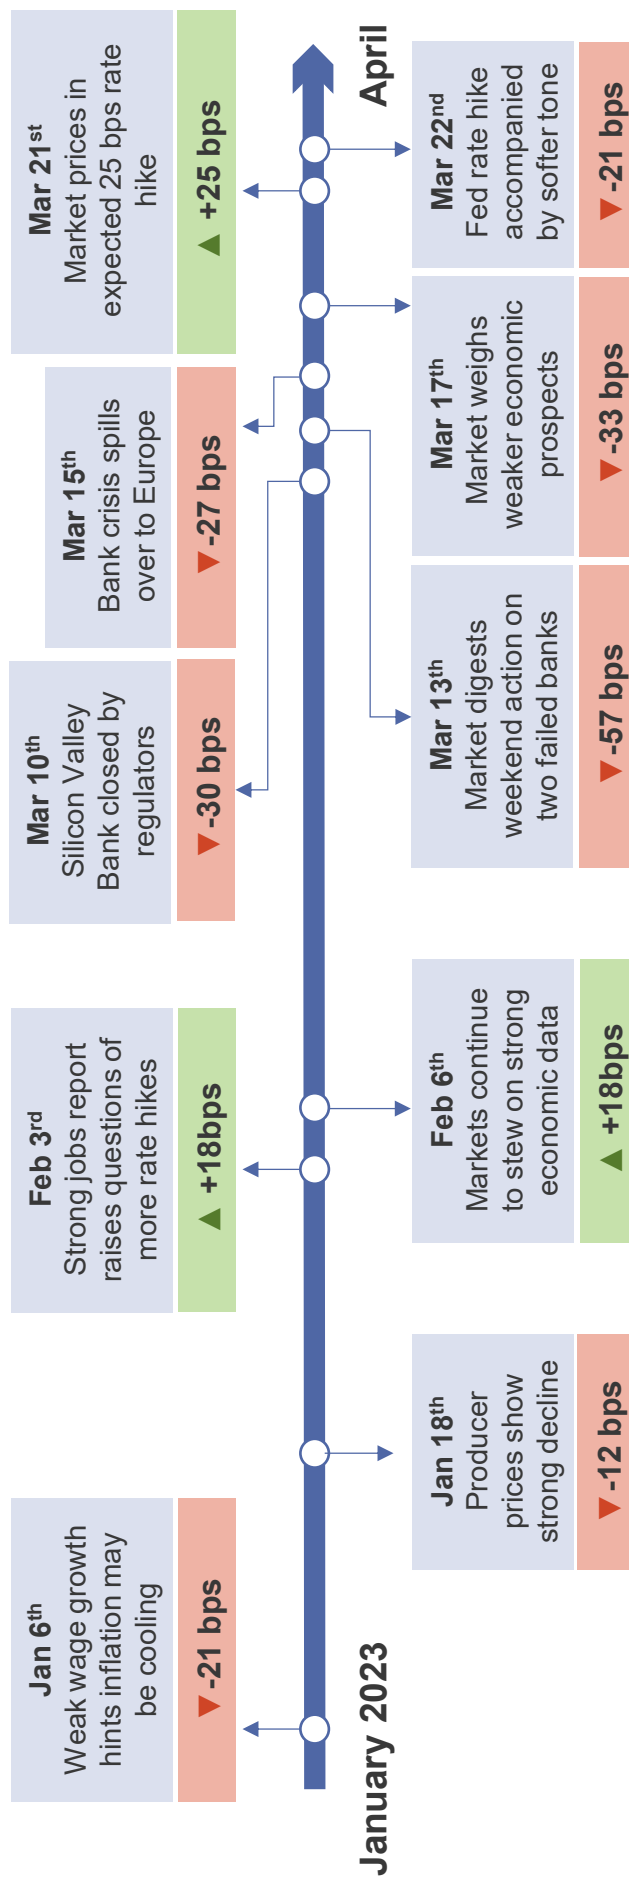 Jan 6th
Weak wage growth
hints inflation may
be cooling
▼-21 bps
Feb 3rd
Strong jobs report
raises questions of
more rate hikes
▲ +18bps
Mar 10th
Silicon Valley
Bank closed by
regulators
▼-30 bps
Mar 15th
Bank crisis spills
over to Europe
▼-27 bps
Mar 21st
Market prices in
expected 25 bps rate
hike
▲ +25 bps
January 2023
April
Jan 18th
Producer
prices show
strong decline
▼-12 bps
Feb 6th
Markets continue
to stew on strong
economic data
▲ +18bps
Mar 13th
Market digests
weekend action on
two failed banks
▼-57 bps
Mar 17th
Market weighs
weaker economic
prospects
▼-33 bps
Mar 22nd
Fed rate hike
accompanied
by softer tone
▼-21 bps